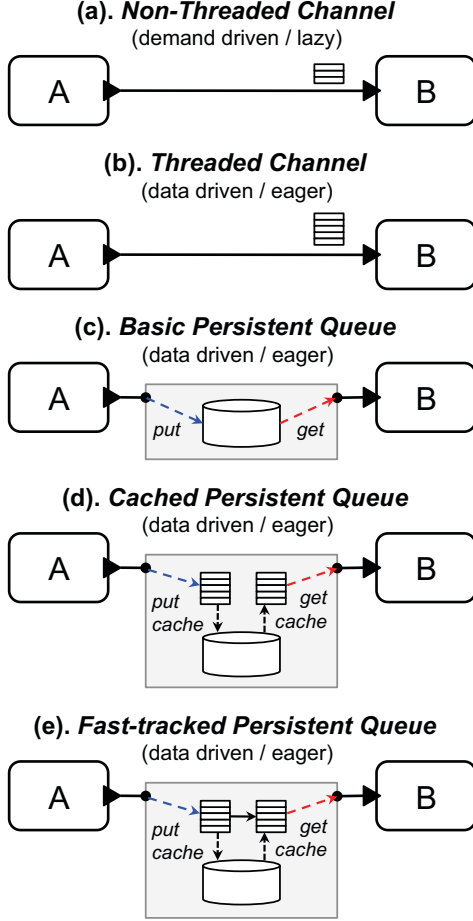 (a). Non-Threaded Channel
(demand driven / lazy)
A
B
(b). Threaded Channel
(data driven / eager)
A
B
(c). Basic Persistent Queue
(data driven / eager)
A
B
put
get
(d). Cached Persistent Queue
(data driven / eager)
A
B
put
get
cache
cache
(e). Fast-tracked Persistent Queue
(data driven / eager)
A
B
put
get
cache
cache